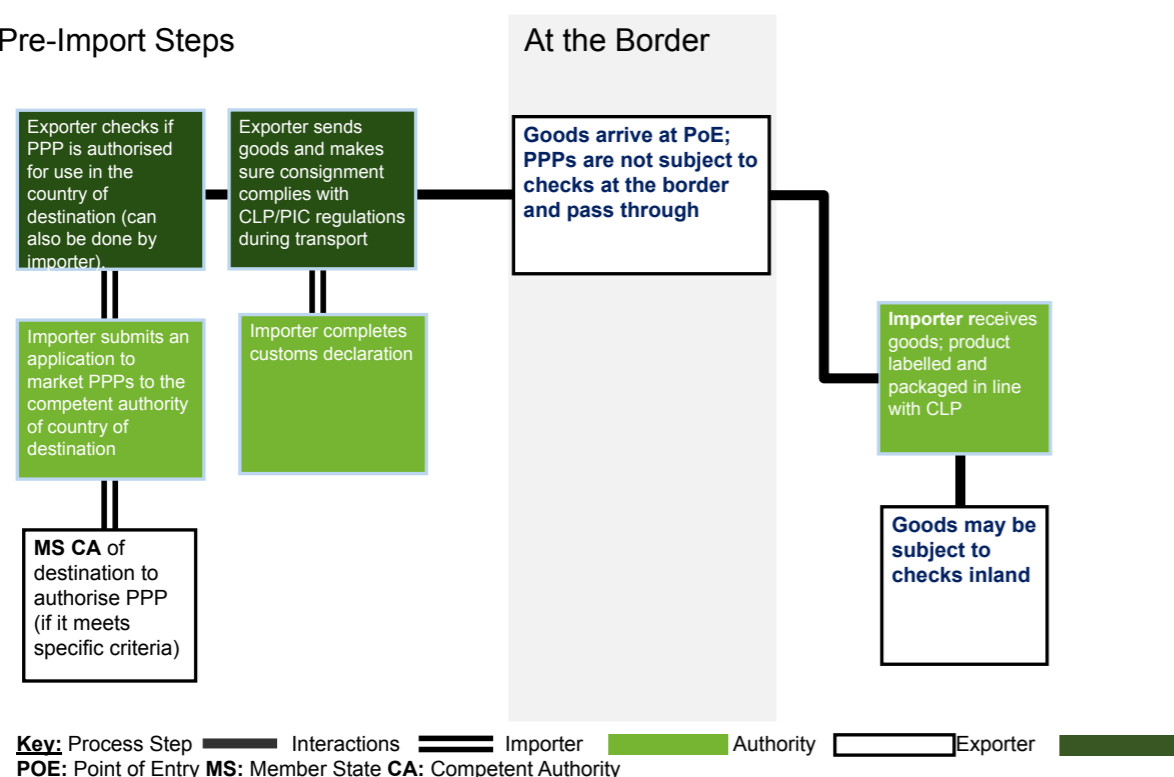 Pre-Import Steps
At the Border
Exporter checks if
PPP is authorised
for use in the
country of
destination (can
also be done by
importer).
Exporter sends
goods and makes
sure consignment
complies with
CLP/PIC regulations
during transport
Goods arrive at PoE;
PPPs are not subject to
checks at the border
and pass through
Importer submits an
application to
market PPPs to the
competent authority
of country of
destination
Importer completes
customs declaration
Importer receives
goods; product
labelled and
packaged in line
with CLP
MS CA of
destination to
authorise PPP
(if it meets
specific criteria)
Goods may be
subject to
checks inland
Key: Process Step Interactions Importer Authority Exporter
POE: Point of Entry MS: Member State CA: Competent Authority